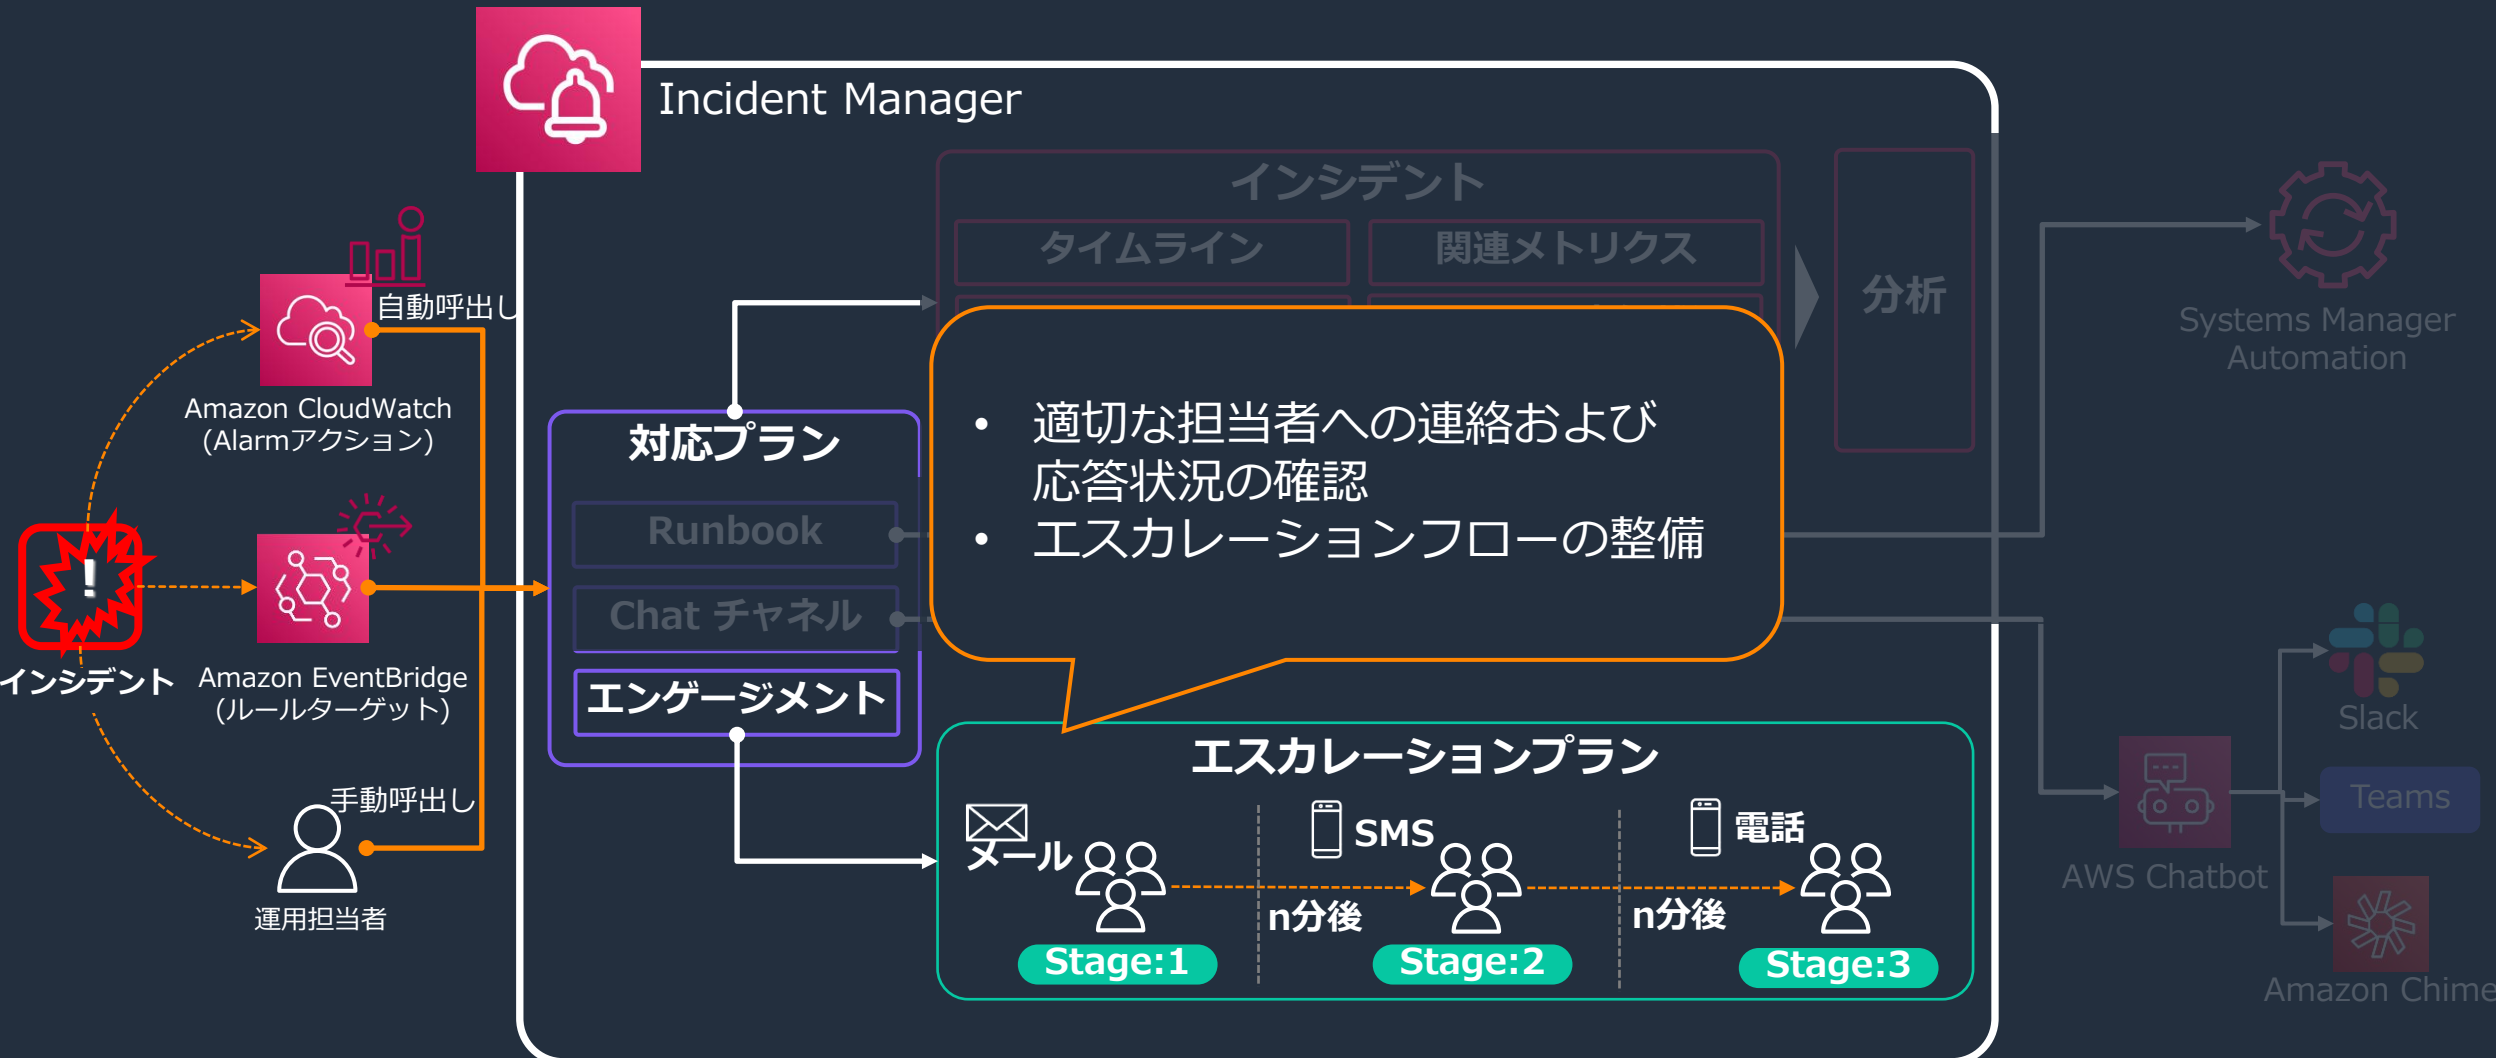 Incident Manager
インシデント
タイムライン
関連メトリクス
分析
自動呼出し
Amazon CloudWatch
(Alarmアクション)
対応プラン
Runbook
Chat チャネル
エンゲージメント
• 適切な担当者への連絡および
応答状況の確認
• エスカレーションフローの整備
!
インシデント
Amazon EventBridge
(ルールターゲット)
手動呼出し
運用担当者
エスカレーションプラン
メール
SMS
電話
n分後
n分後
Stage:1
Stage:2
Stage:3
Systems Manager
Automation
Slack
Teams
AWS Chatbot
Amazon Chime